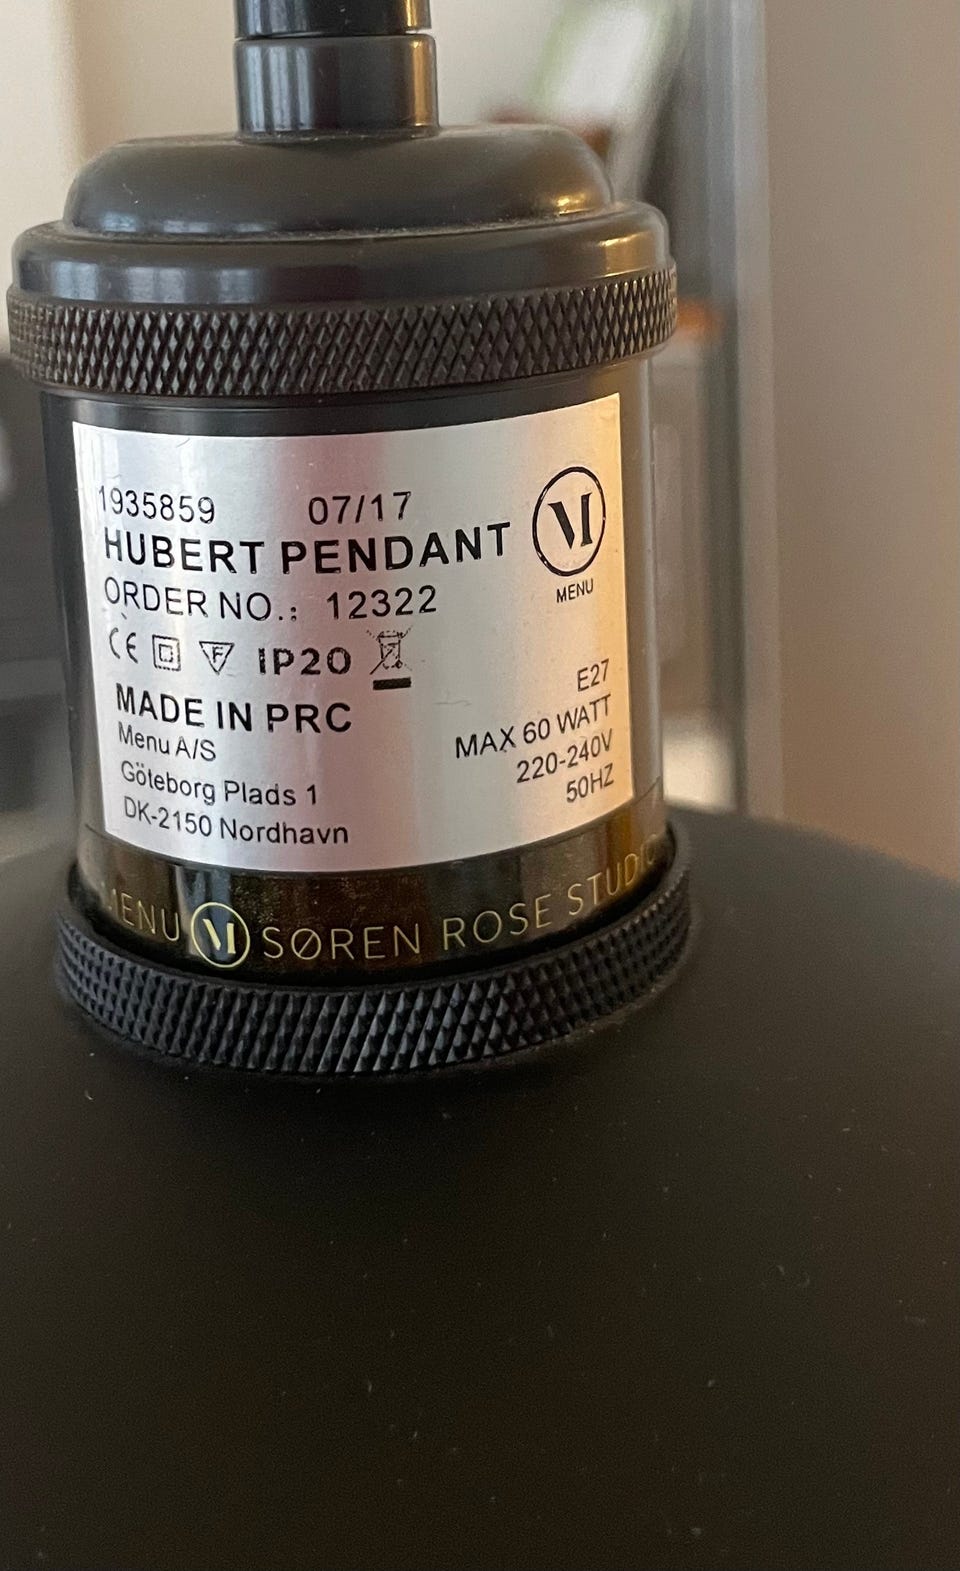 1935859 07/17
HUBERT PENDANT
MENU
ORDER NO.: 12322
CE F IP20
MADE IN PRC
Menu A/S
Göteborg Plads 1
DK-2150 Nordhavn
E27
MAX 60 WATT
220-240V
50HZ
MENU M SØREN ROSE STUDIO